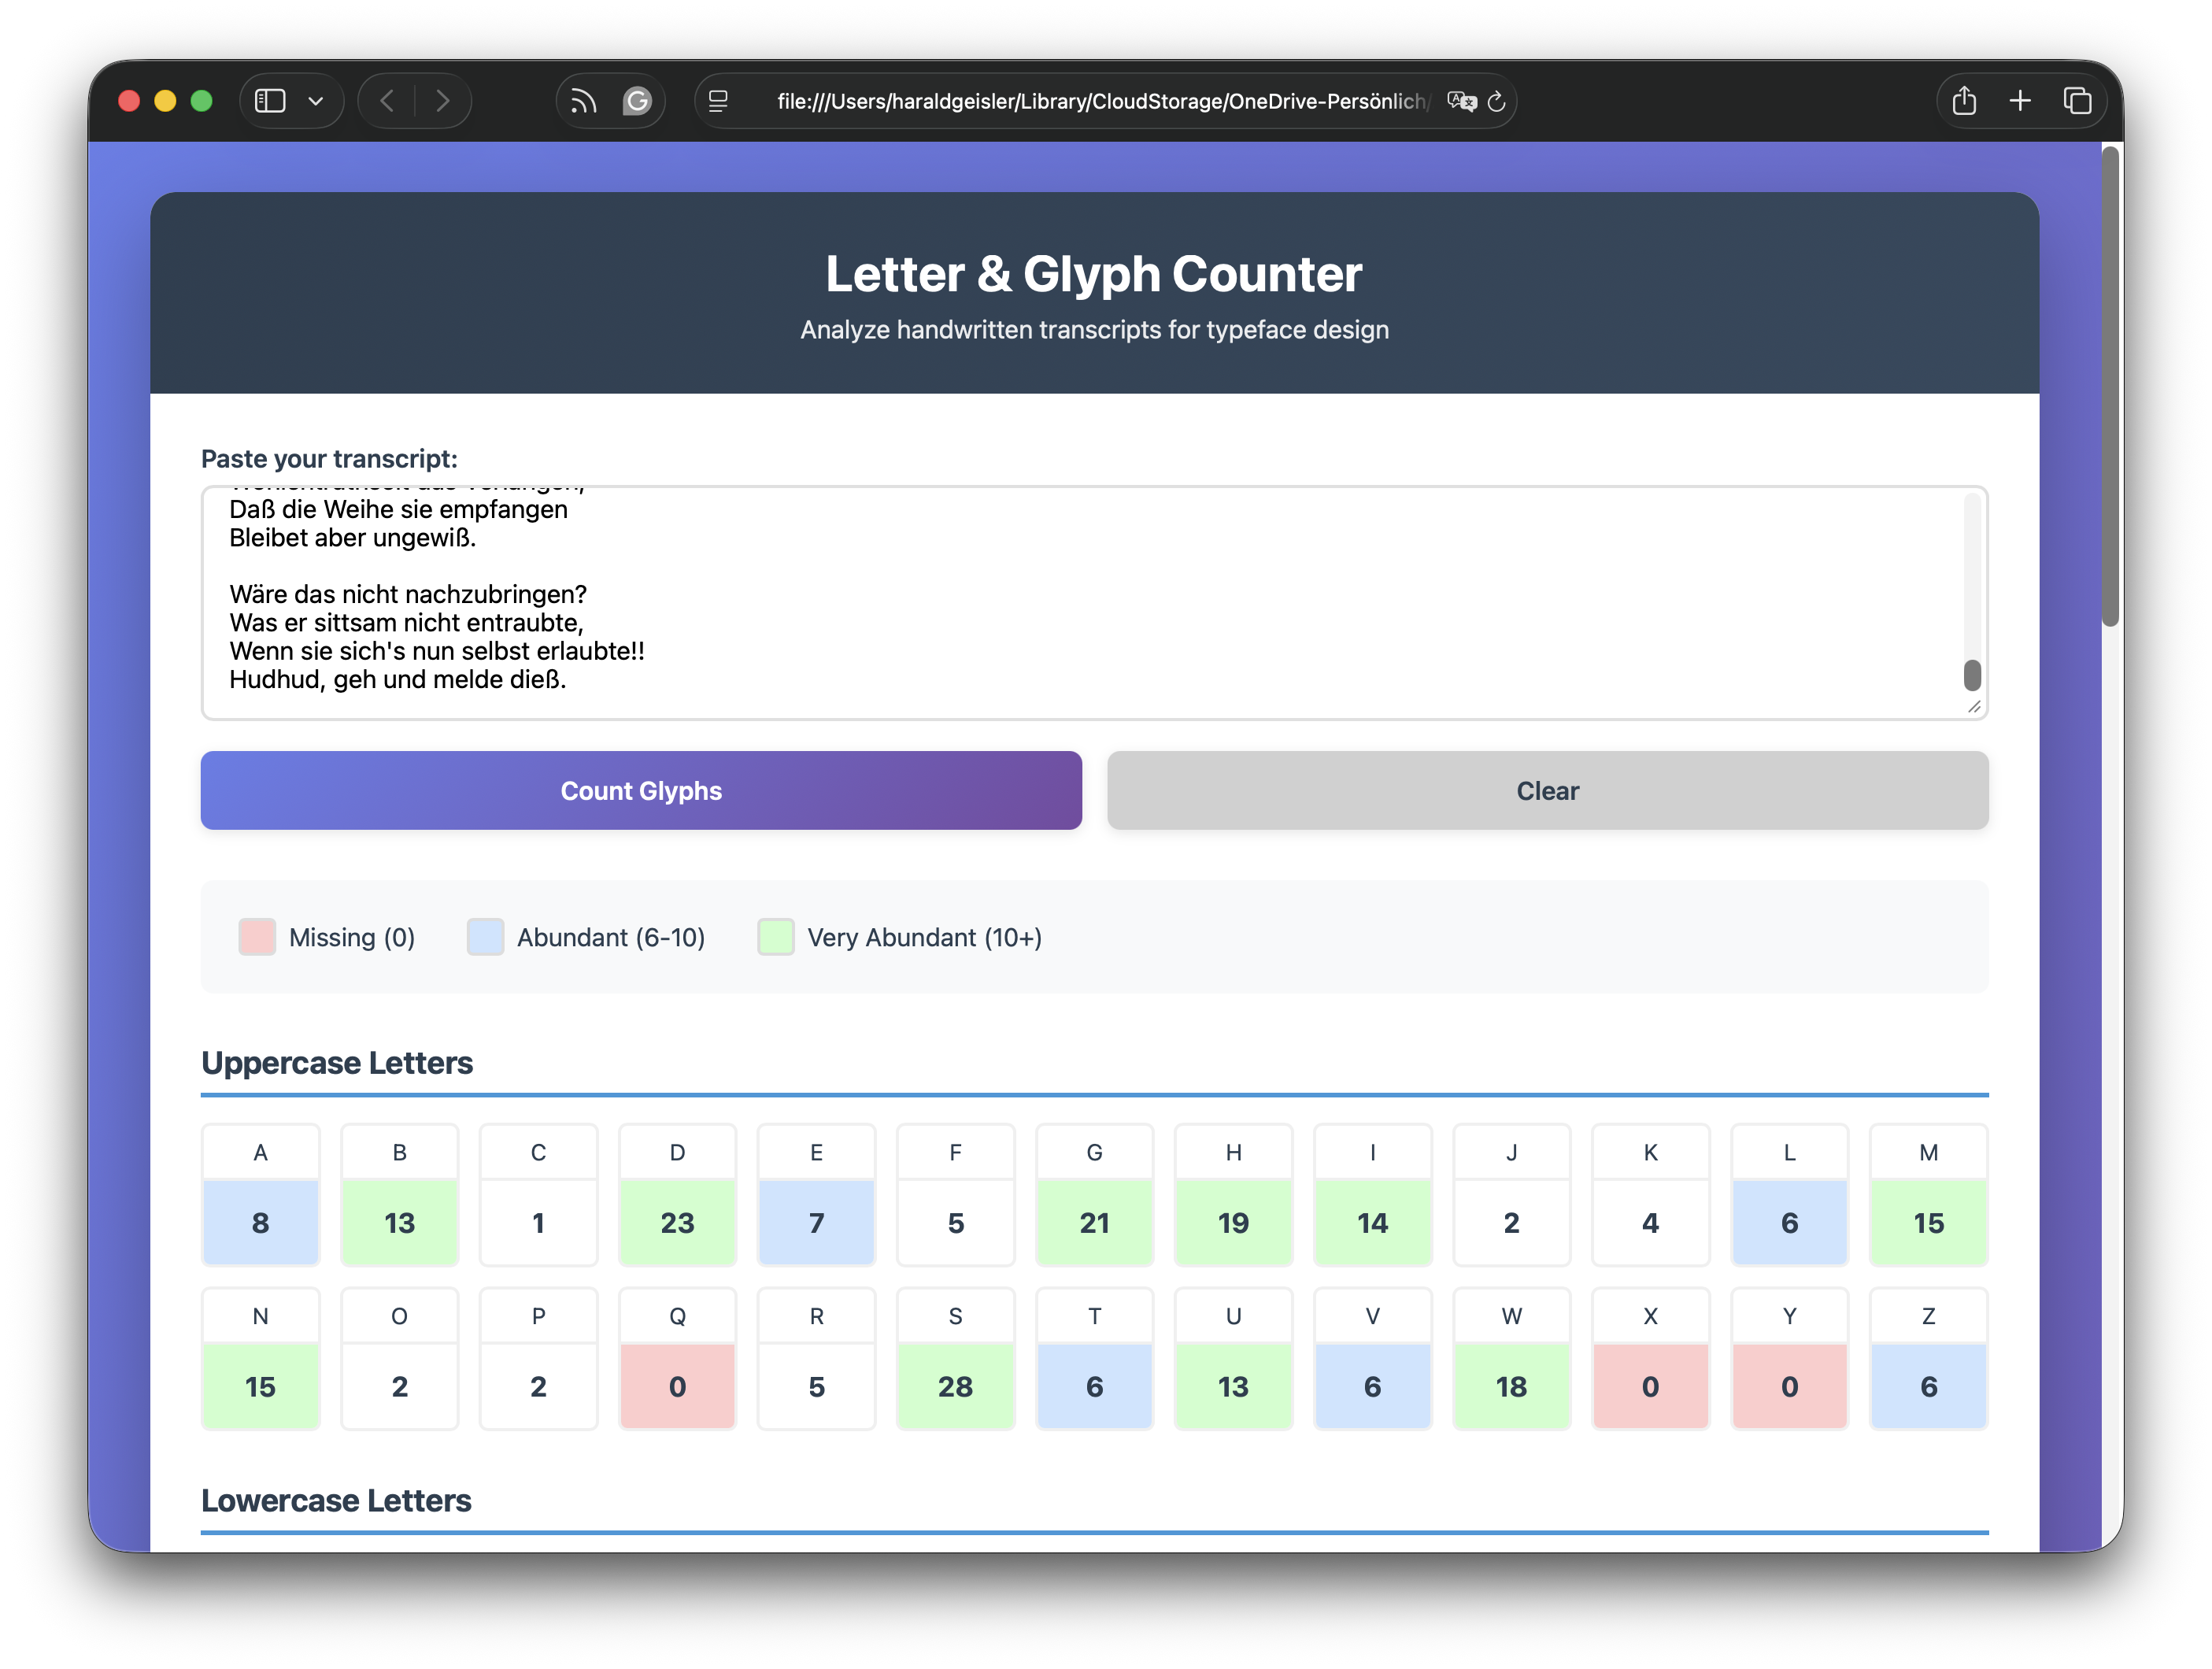 file:///Users/haraldgeisler/Library/CloudStorage/OneDrive-Persönlich/
Letter & Glyph Counter
Analyze handwritten transcripts for typeface design
Paste your transcript:
Daß die Weihe sie empfangen
Bleibet aber ungewiß.
Wäre das nicht nachzubringen?
Was er sittsam nicht entraubte,
Wenn sie sich's nun selbst erlaubte!!
Hudhud, geh und melde dieß.
Count Glyphs Clear
Missing (0) Abundant (6-10) Very Abundant (10+)
Uppercase Letters
A B C D E F G H I J K L M
8 13 1 23 7 5 21 19 14 2 4 6 15
N O P Q R S T U V W X Y Z
15 2 2 0 5 28 6 13 6 18 0 0 6
Lowercase Letters